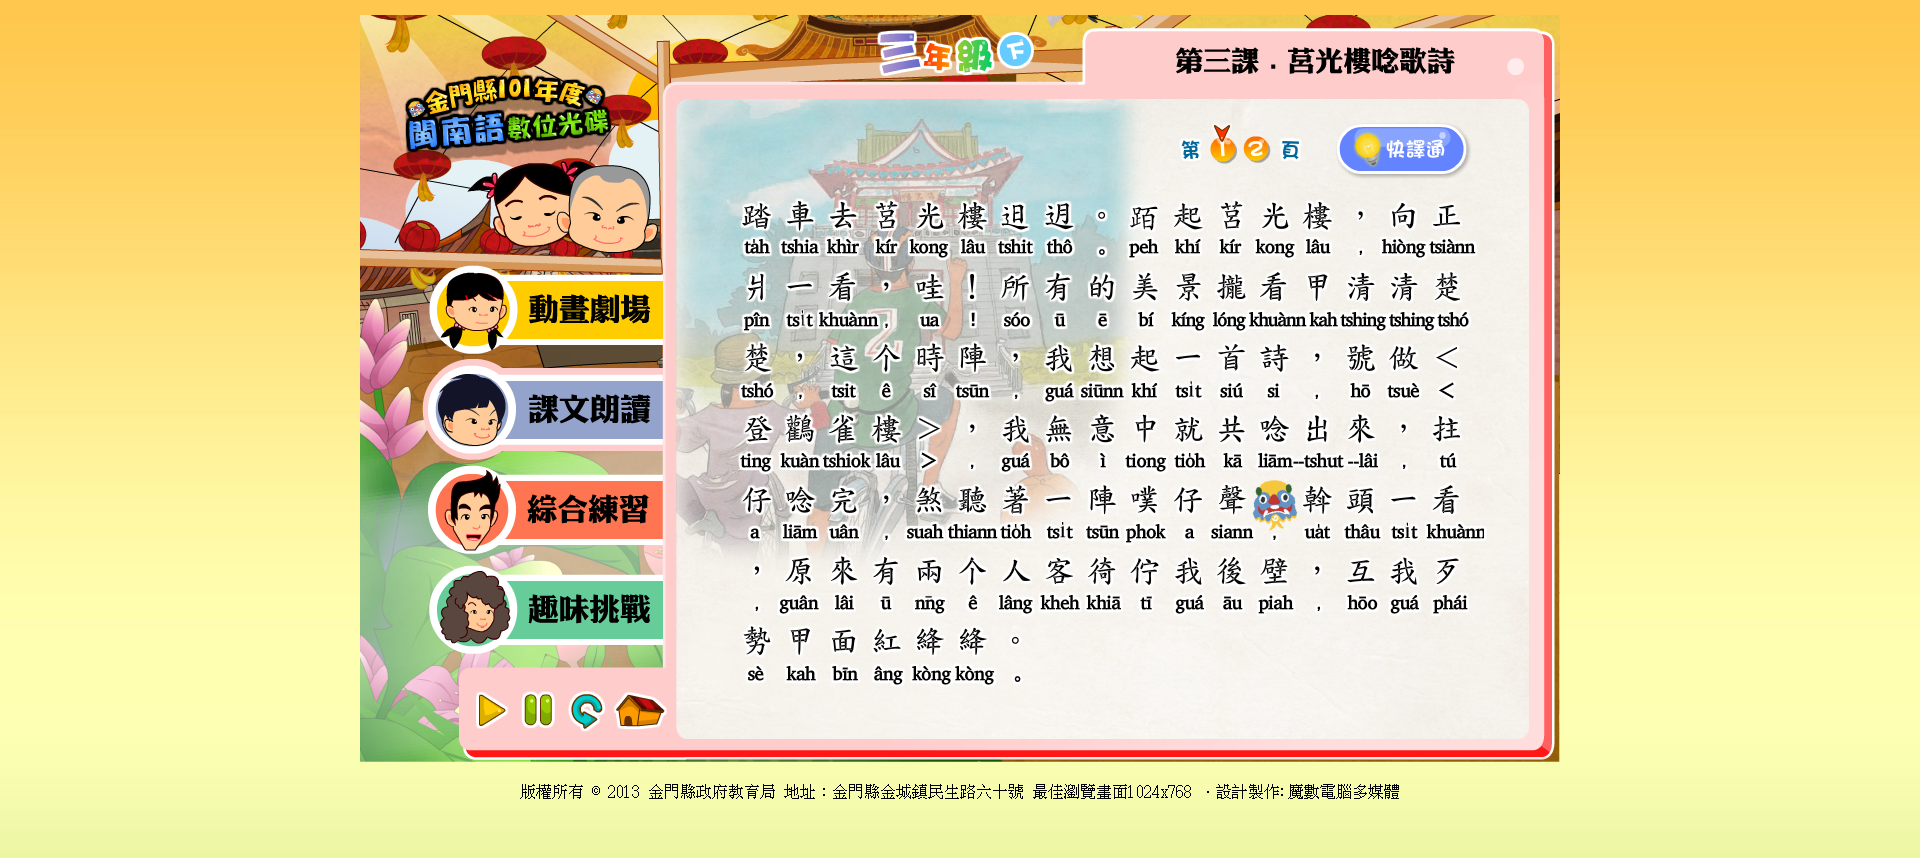 三年級 下
第三課．莒光樓唸歌詩
金門縣101年度
閩南語數位光碟
第 1 2 頁
快譯通
動畫劇場
課文朗讀
綜合練習
趣味挑戰
踏車去莒光樓𨑨迌。跖起莒光樓，向正
ta̍h tshia khìr kír kong lâu tshit thô 。 peh khí kír kong lâu ， hiòng tsiànn
爿一看，哇！所有的美景攏看甲清清楚
pîn tsi̍t khuànn， ua ！ sóo ū ê bí kíng lóng khuànn kah tshing tshing tshó
楚，這个時陣，我想起一首詩，號做＜
tshó ， tsit ê sî tsūn ， guá siūnn khí tsi̍t siú si ， hō tsuè ＜
登鸛雀樓＞，我無意中就共唸出來，拄
ting kuàn tshiok lâu ＞ ， guá bô ì tiong tio̍h kā liām--tshut --lâi ， tú
仔唸完，煞聽著一陣噗仔聲，斡頭一看
a liām uân ， suah thiann tio̍h tsi̍t tsūn phok a siann ， ua̍t thâu tsi̍t khuànn
，原來有兩个人客徛佇我後壁，互我歹
， guân lâi ū nn̄g ê lâng kheh khiā tī guá āu piah ， hōo guá phái
勢甲面紅絳絳。
sè kah bīn âng kòng kòng 。
版權所有 © 2013 金門縣政府教育局 地址：金門縣金城鎮民生路六十號 最佳瀏覽畫面1024x768 ．設計製作: 魔數電腦多媒體